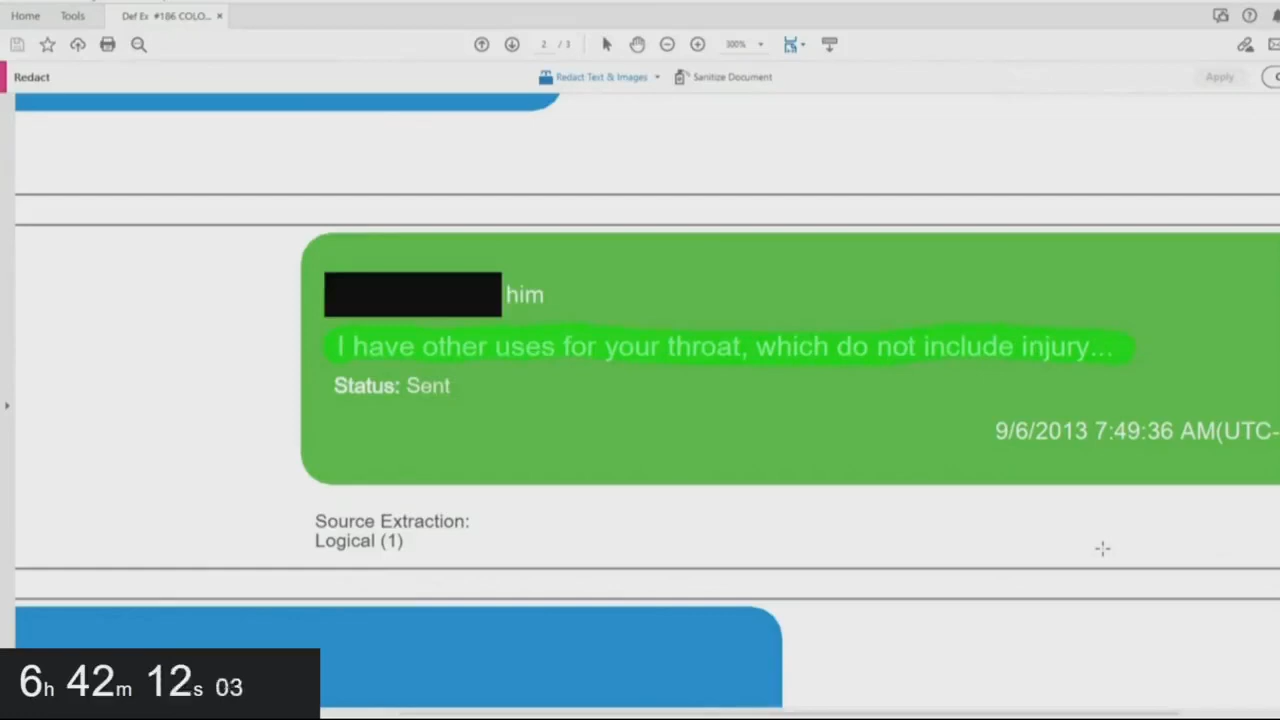 Home Tools Def Ex #186 COLO... ×
2 / 3 300%
Redact Redact Text & Images Sanitize Document Apply
him
I have other uses for your throat, which do not include injury...
Status: Sent
9/6/2013 7:49:36 AM(UTC-
Source Extraction:
Logical (1)
6h 42m 12s 03